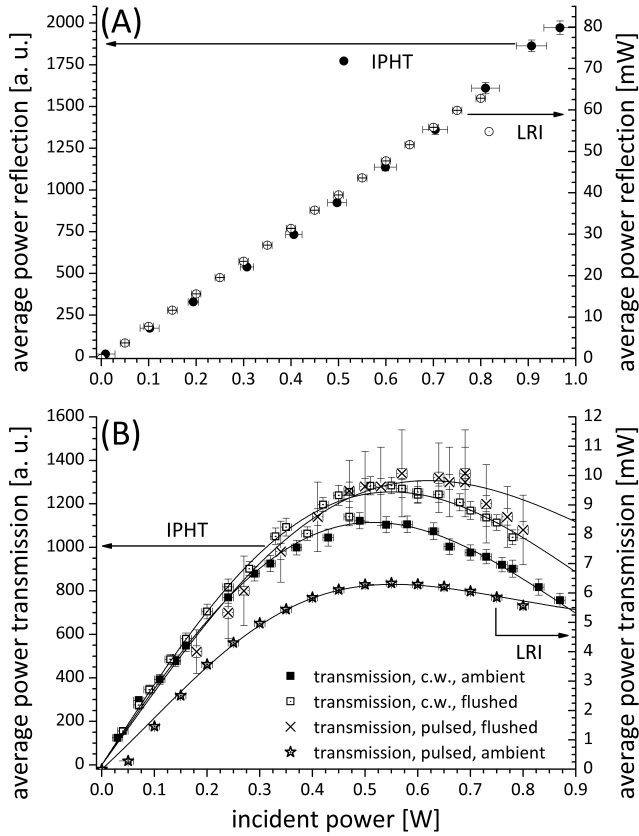 (A)
average power reflection [a. u.]
2000
1750
1500
1250
1000
750
500
250
0
IPHT
LRI
80
70
60
50
40
30
20
10
0
average power reflection [mW]
0.0 0.1 0.2 0.3 0.4 0.5 0.6 0.7 0.8 0.9 1.0
(B)
average power transmission [a. u.]
1600
1400
1200
1000
800
600
400
200
0
IPHT
LRI
transmission, c.w., ambient
transmission, c.w., flushed
transmission, pulsed, flushed
transmission, pulsed, ambient
12
11
10
9
8
7
6
5
4
3
2
1
0
average power transmission [mW]
0.0 0.1 0.2 0.3 0.4 0.5 0.6 0.7 0.8 0.9
incident power [W]